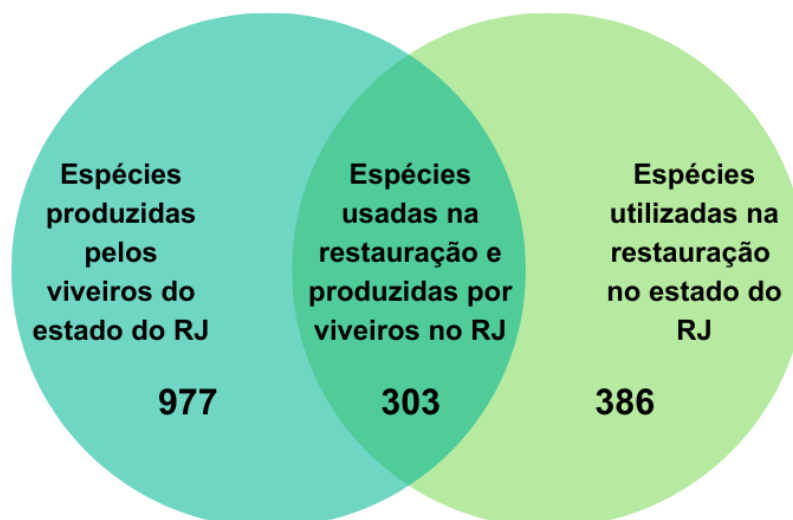 Espécies
produzidas
pelos
viveiros do
estado do RJ
977
Espécies
usadas na
restauração e
produzidas por
viveiros no RJ
303
Espécies
utilizadas na
restauração
no estado do
RJ
386